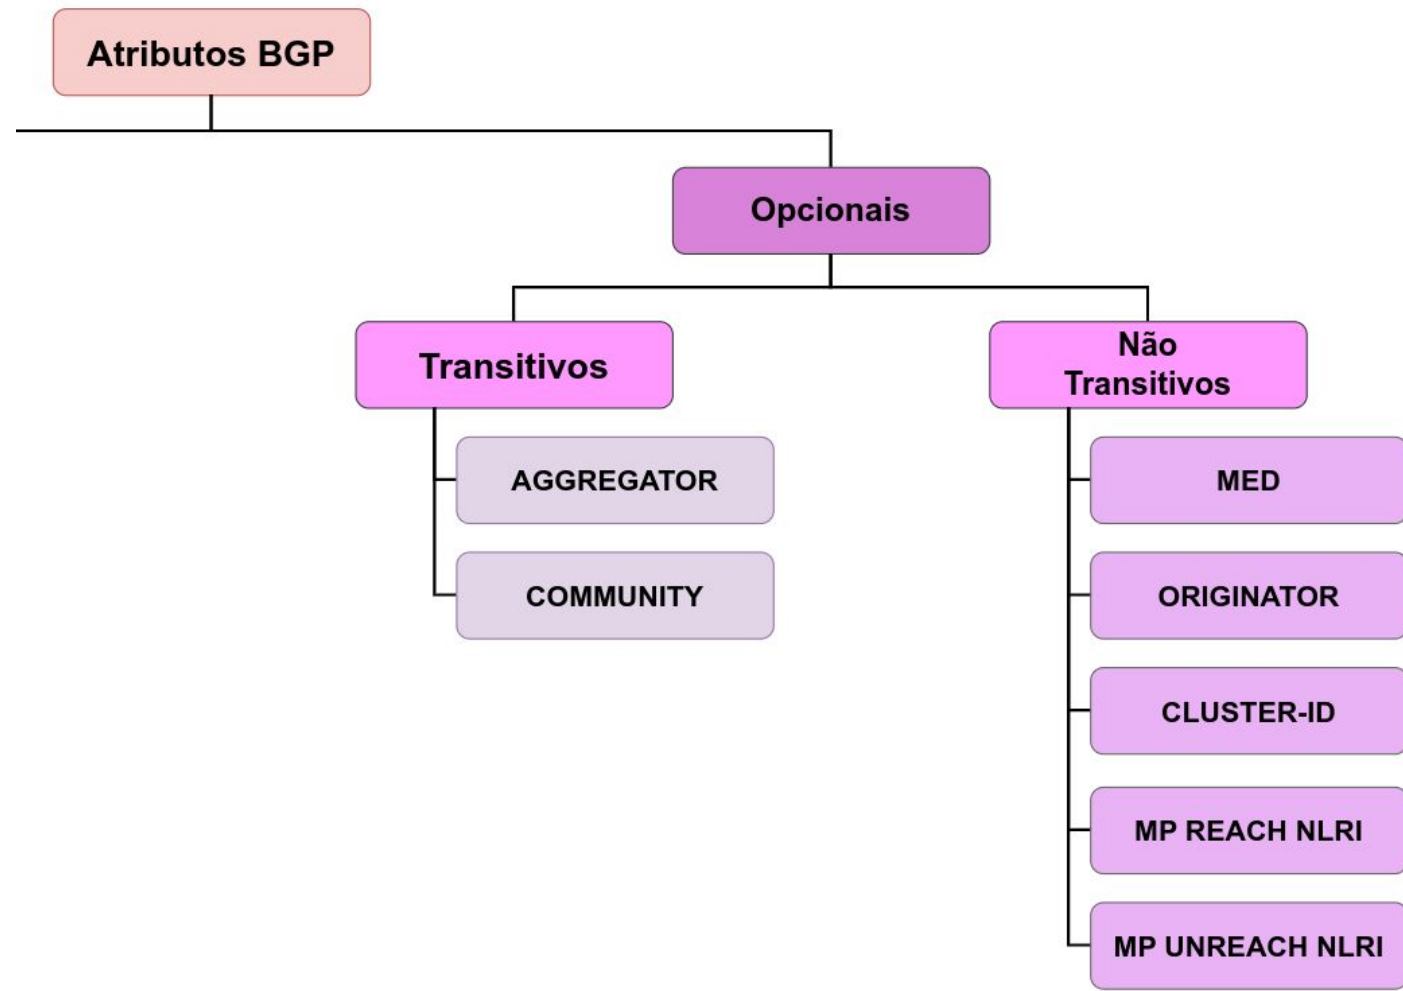 Atributos BGP
Opcionais
Transitivos
Não
Transitivos
AGGREGATOR
COMMUNITY
MED
ORIGINATOR
CLUSTER-ID
MP REACH NLRI
MP UNREACH NLRI